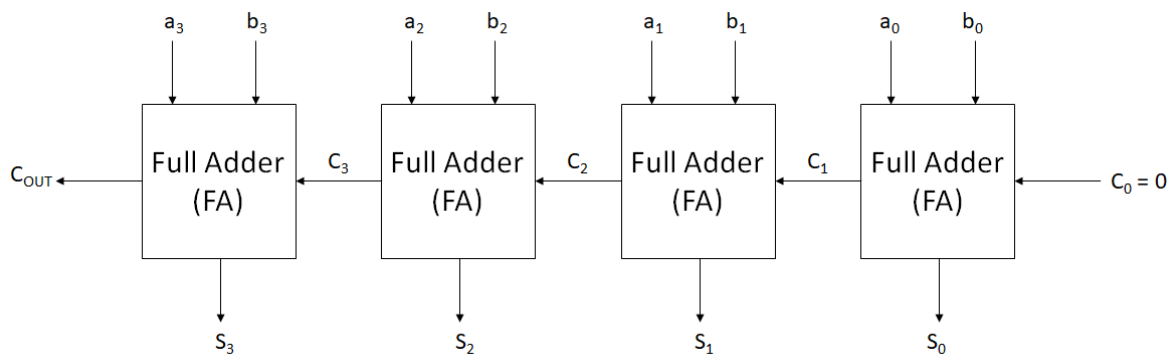 a₃ b₃ a₂ b₂ a₁ b₁ a₀ b₀
Full Adder
(FA)
Full Adder
(FA)
Full Adder
(FA)
Full Adder
(FA)
C_OUT C₃ C₂ C₁ C₀ = 0
S₃ S₂ S₁ S₀